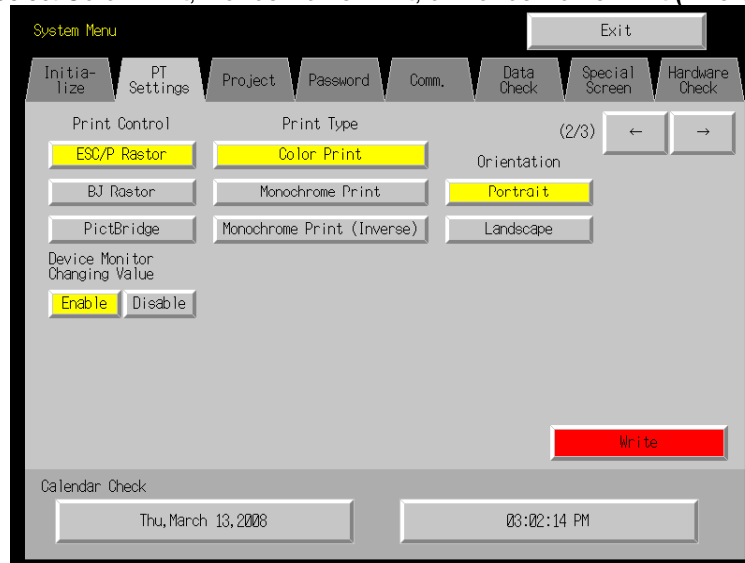 System Menu
Exit
Initia-
lize
PT
Settings
Project
Password
Comm.
Data
Check
Special
Screen
Hardware
Check
Print Control
Print Type
(2/3)
←
→
ESC/P Rastor
Color Print
Orientation
BJ Rastor
Monochrome Print
Portrait
PictBridge
Monochrome Print (Inverse)
Landscape
Device Monitor
Changing Value
Enable
Disable
Write
Calendar Check
Thu,March 13,2008
03:02:14 PM